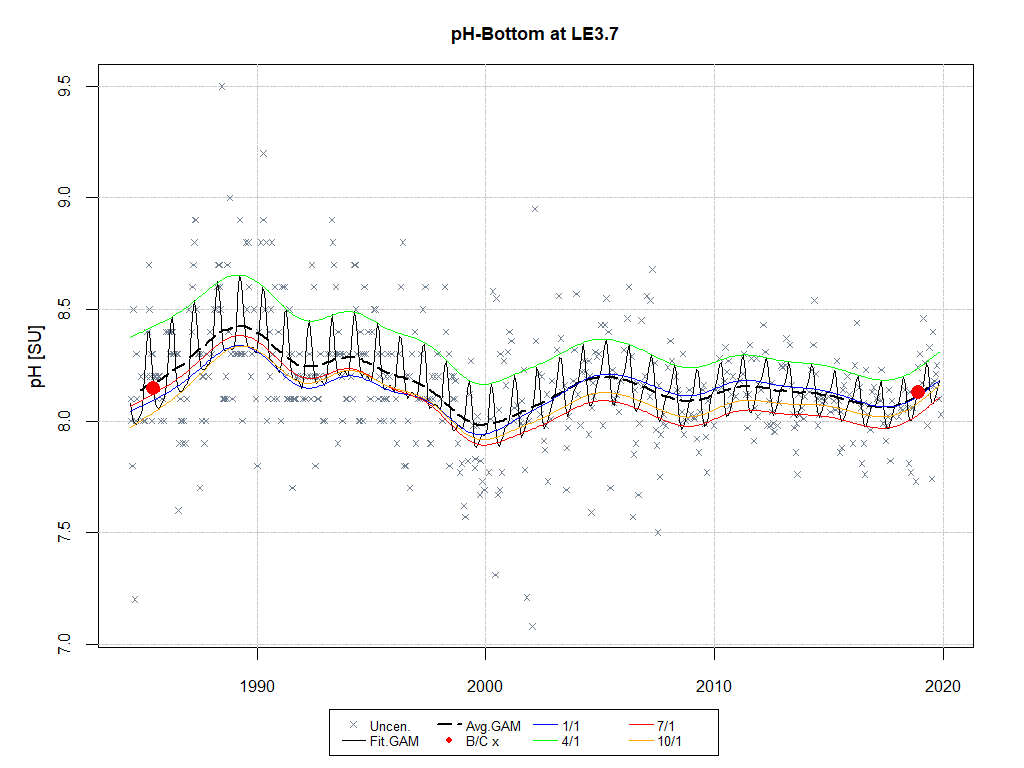 pH-Bottom at LE3.7
pH [SU]
9.5
9.0
8.5
8.0
7.5
7.0
1990 2000 2010 2020
Uncen. Avg.GAM 1/1 7/1
Fit.GAM B/C x 4/1 10/1